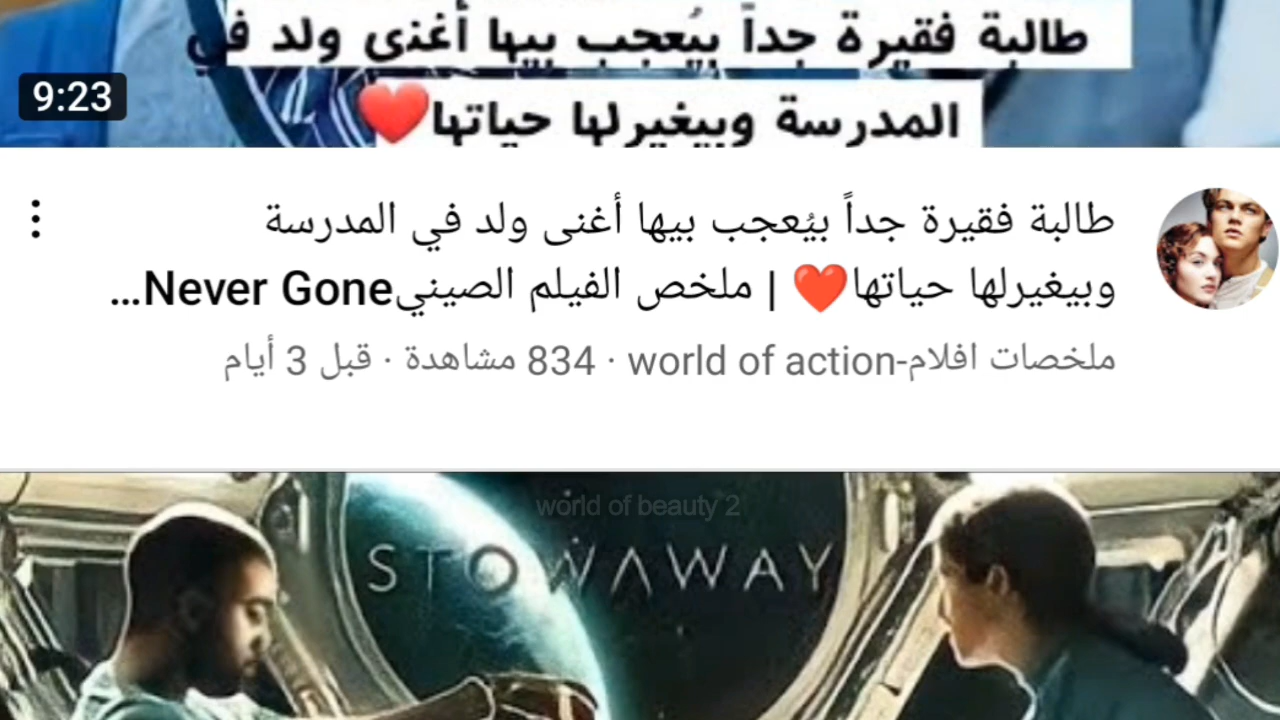 طالبة فقيرة جداً بيُعجب بيها أغنى ولد في
المدرسة وبيغيرلها حياتها❤️
9:23
طالبة فقيرة جداً بيُعجب بيها أغنى ولد في المدرسة
وبيغيرلها حياتها❤️ | ملخص الفيلم الصينيNever Gone...
ملخصات افلام-world of action · 834 مشاهدة · قبل 3 أيام
world of beauty 2
STOWAWAY